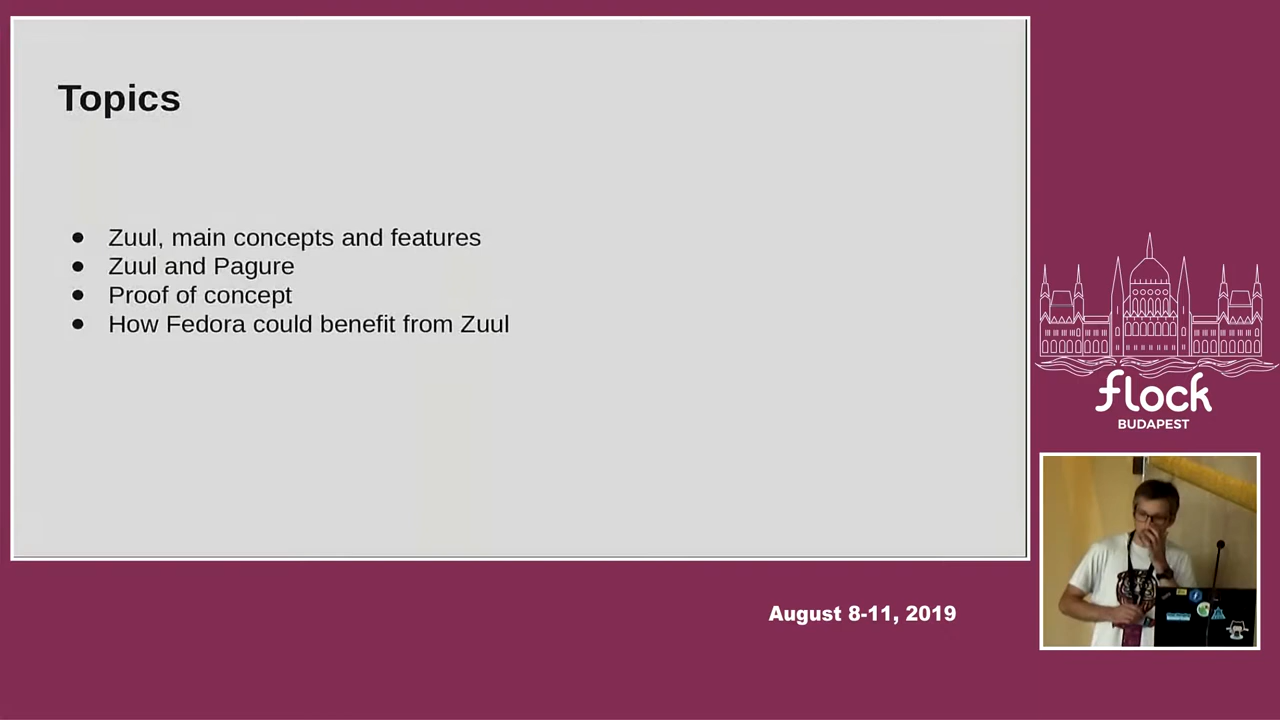 Topics
● Zuul, main concepts and features
● Zuul and Pagure
● Proof of concept
● How Fedora could benefit from Zuul
flock
BUDAPEST
August 8-11, 2019